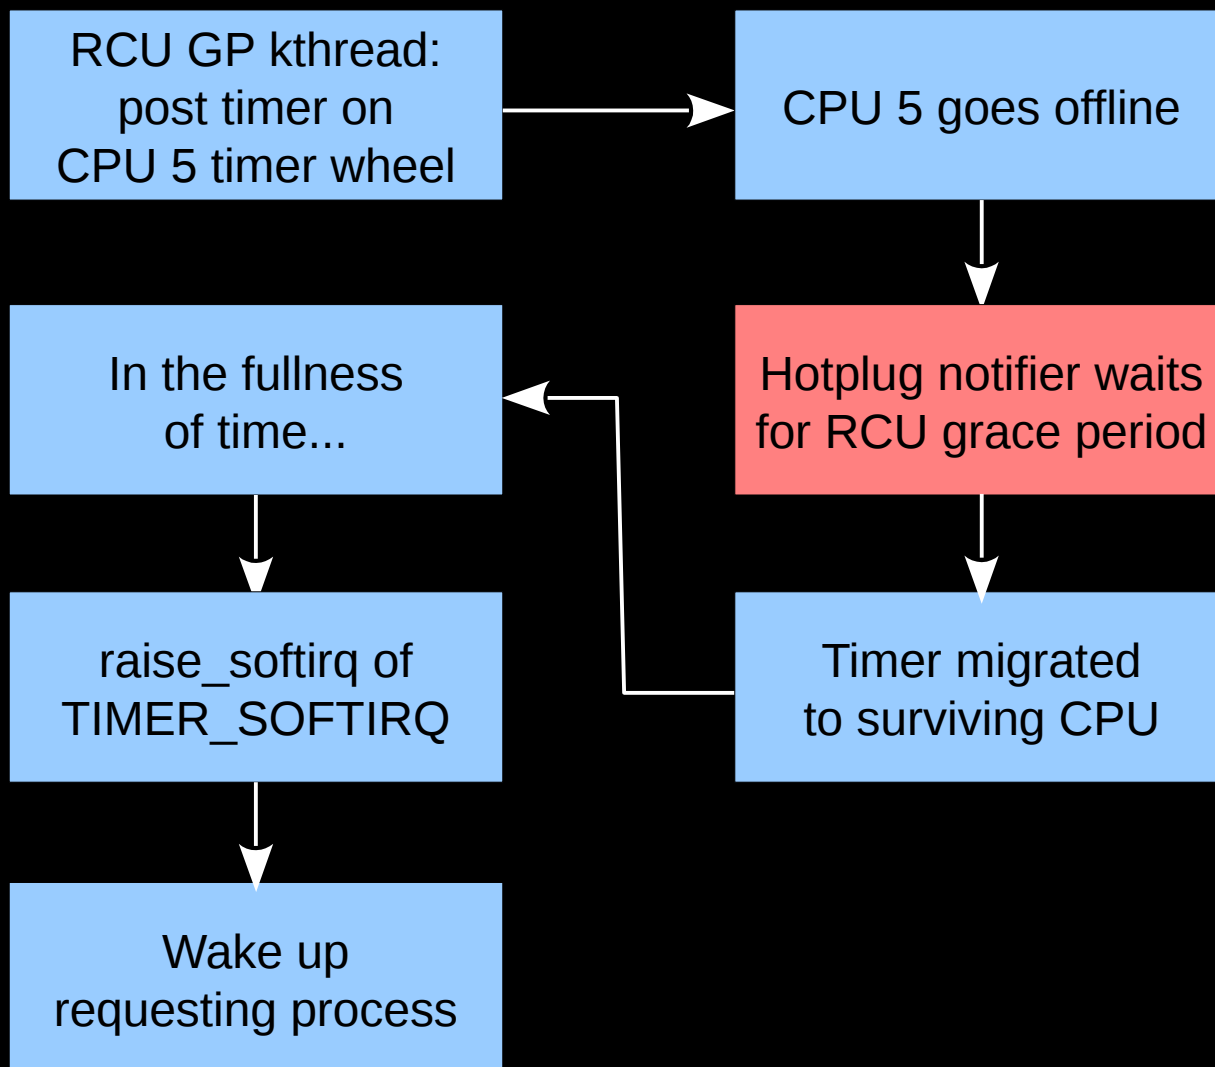 RCU GP kthread:
post timer on
CPU 5 timer wheel
CPU 5 goes offline
Hotplug notifier waits
for RCU grace period
Timer migrated
to surviving CPU
In the fullness
of time...
raise_softirq of
TIMER_SOFTIRQ
Wake up
requesting process